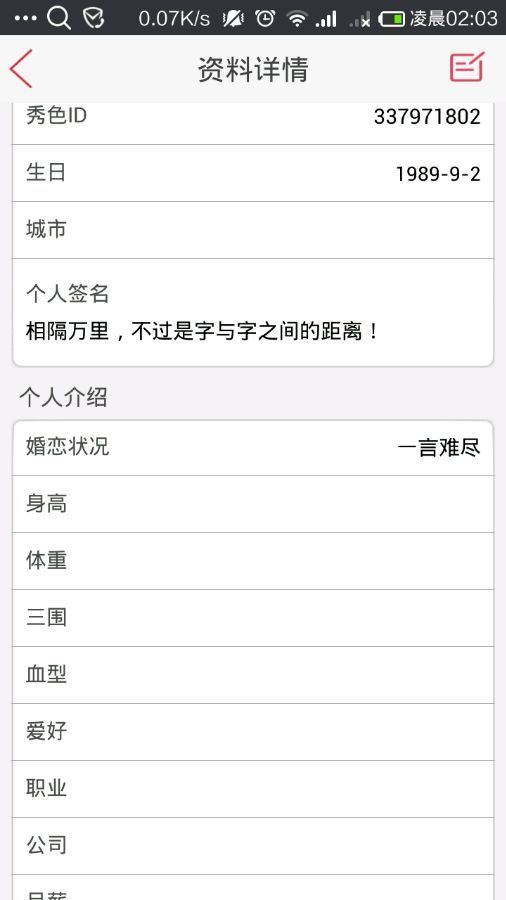 0.07K/s 凌晨02:03
资料详情
秀色ID 337971802
生日 1989-9-2
城市
个人签名
相隔万里，不过是字与字之间的距离！
个人介绍
婚恋状况 一言难尽
身高
体重
三围
血型
爱好
职业
公司
月薪